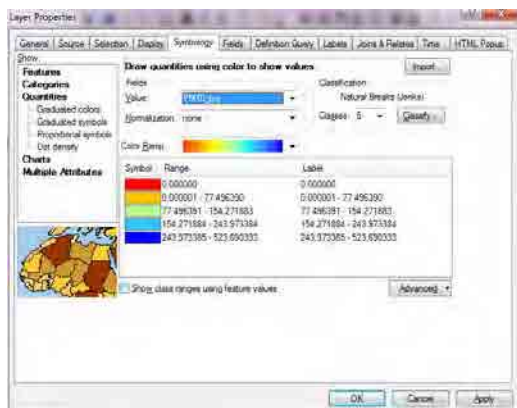 Layer Properties
General Source Selection Display Symbology Fields Definition Query Labels Joins & Relates Time HTML Popup
Show:
Features
Categories
Quantities
Graduated colors
Graduated symbols
Proportional symbols
Dot density
Charts
Multiple Attributes
Draw quantities using color to show values
Import...
Fields
Value:
Normalization: none
Classification
Natural Breaks (Jenks)
Classes: 5 Classify...
Color Ramp:
Symbol Range Label
0.000000 0.000000
0.000001 - 77.496390 0.000001 - 77.496390
77.496391 - 154.271883 77.496391 - 154.271883
154.271884 - 243.973384 154.271884 - 243.973384
243.973385 - 523.690333 243.973385 - 523.690333
Show class ranges using feature values
Advanced
OK Cancel Apply